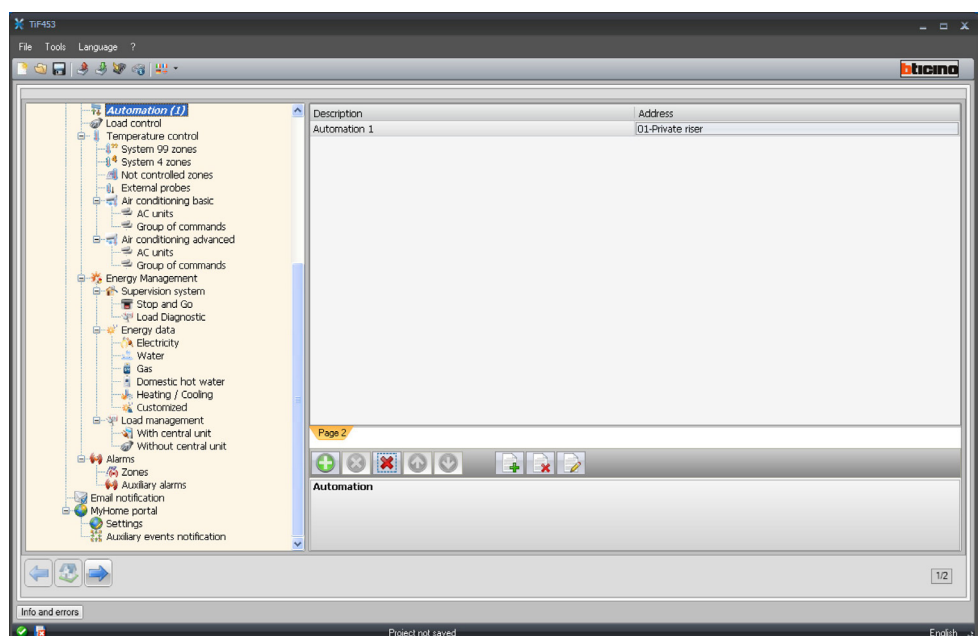 TiF453
File Tools Language ?
bticino
Automation (1)
Load control
Temperature control
System 99 zones
System 4 zones
Not controlled zones
External probes
Air conditioning basic
AC units
Group of commands
Air conditioning advanced
AC units
Group of commands
Energy Management
Supervision system
Stop and Go
Load Diagnostic
Energy data
Electricity
Water
Gas
Domestic hot water
Heating / Cooling
Customized
Load management
With central unit
Without central unit
Alarms
Zones
Auxiliary alarms
Email notification
MyHome portal
Settings
Auxiliary events notification
Description Address
Automation 1 01-Private riser
Page 2
Automation
1/2
Info and errors
Project not saved English